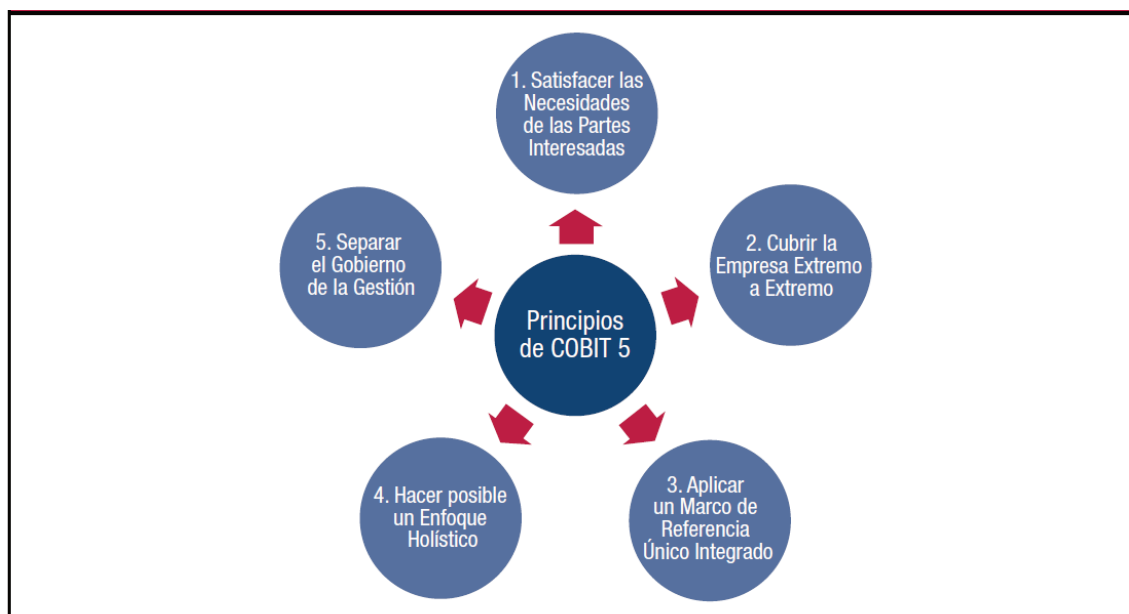 1. Satisfacer las
Necesidades
de las Partes
Interesadas
2. Cubrir la
Empresa Extremo
a Extremo
3. Aplicar
un Marco de
Referencia
Único Integrado
4. Hacer posible
un Enfoque
Holístico
5. Separar
el Gobierno
de la Gestión
Principios
de COBIT 5